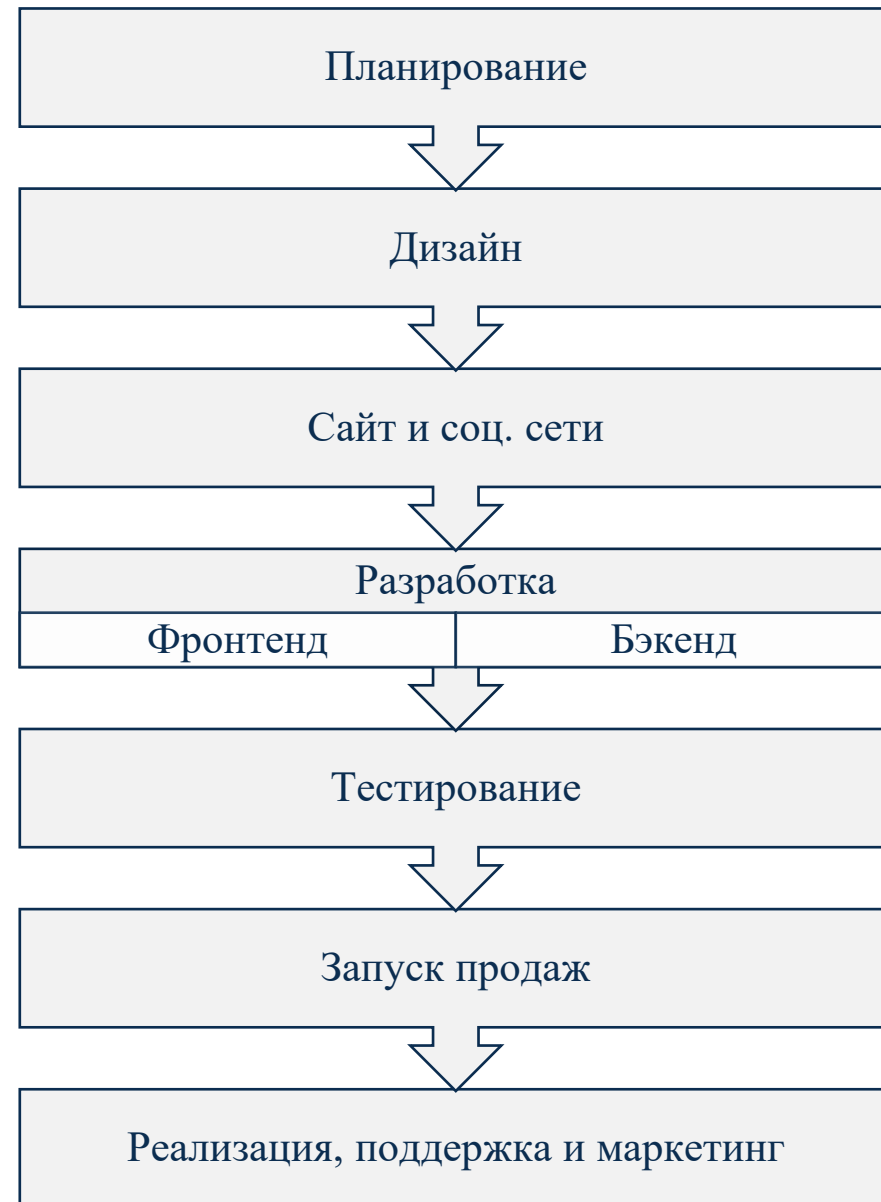 Планирование
Дизайн
Сайт и соц. сети
Разработка
Фронтенд
Бэкенд
Тестирование
Запуск продаж
Реализация, поддержка и маркетинг